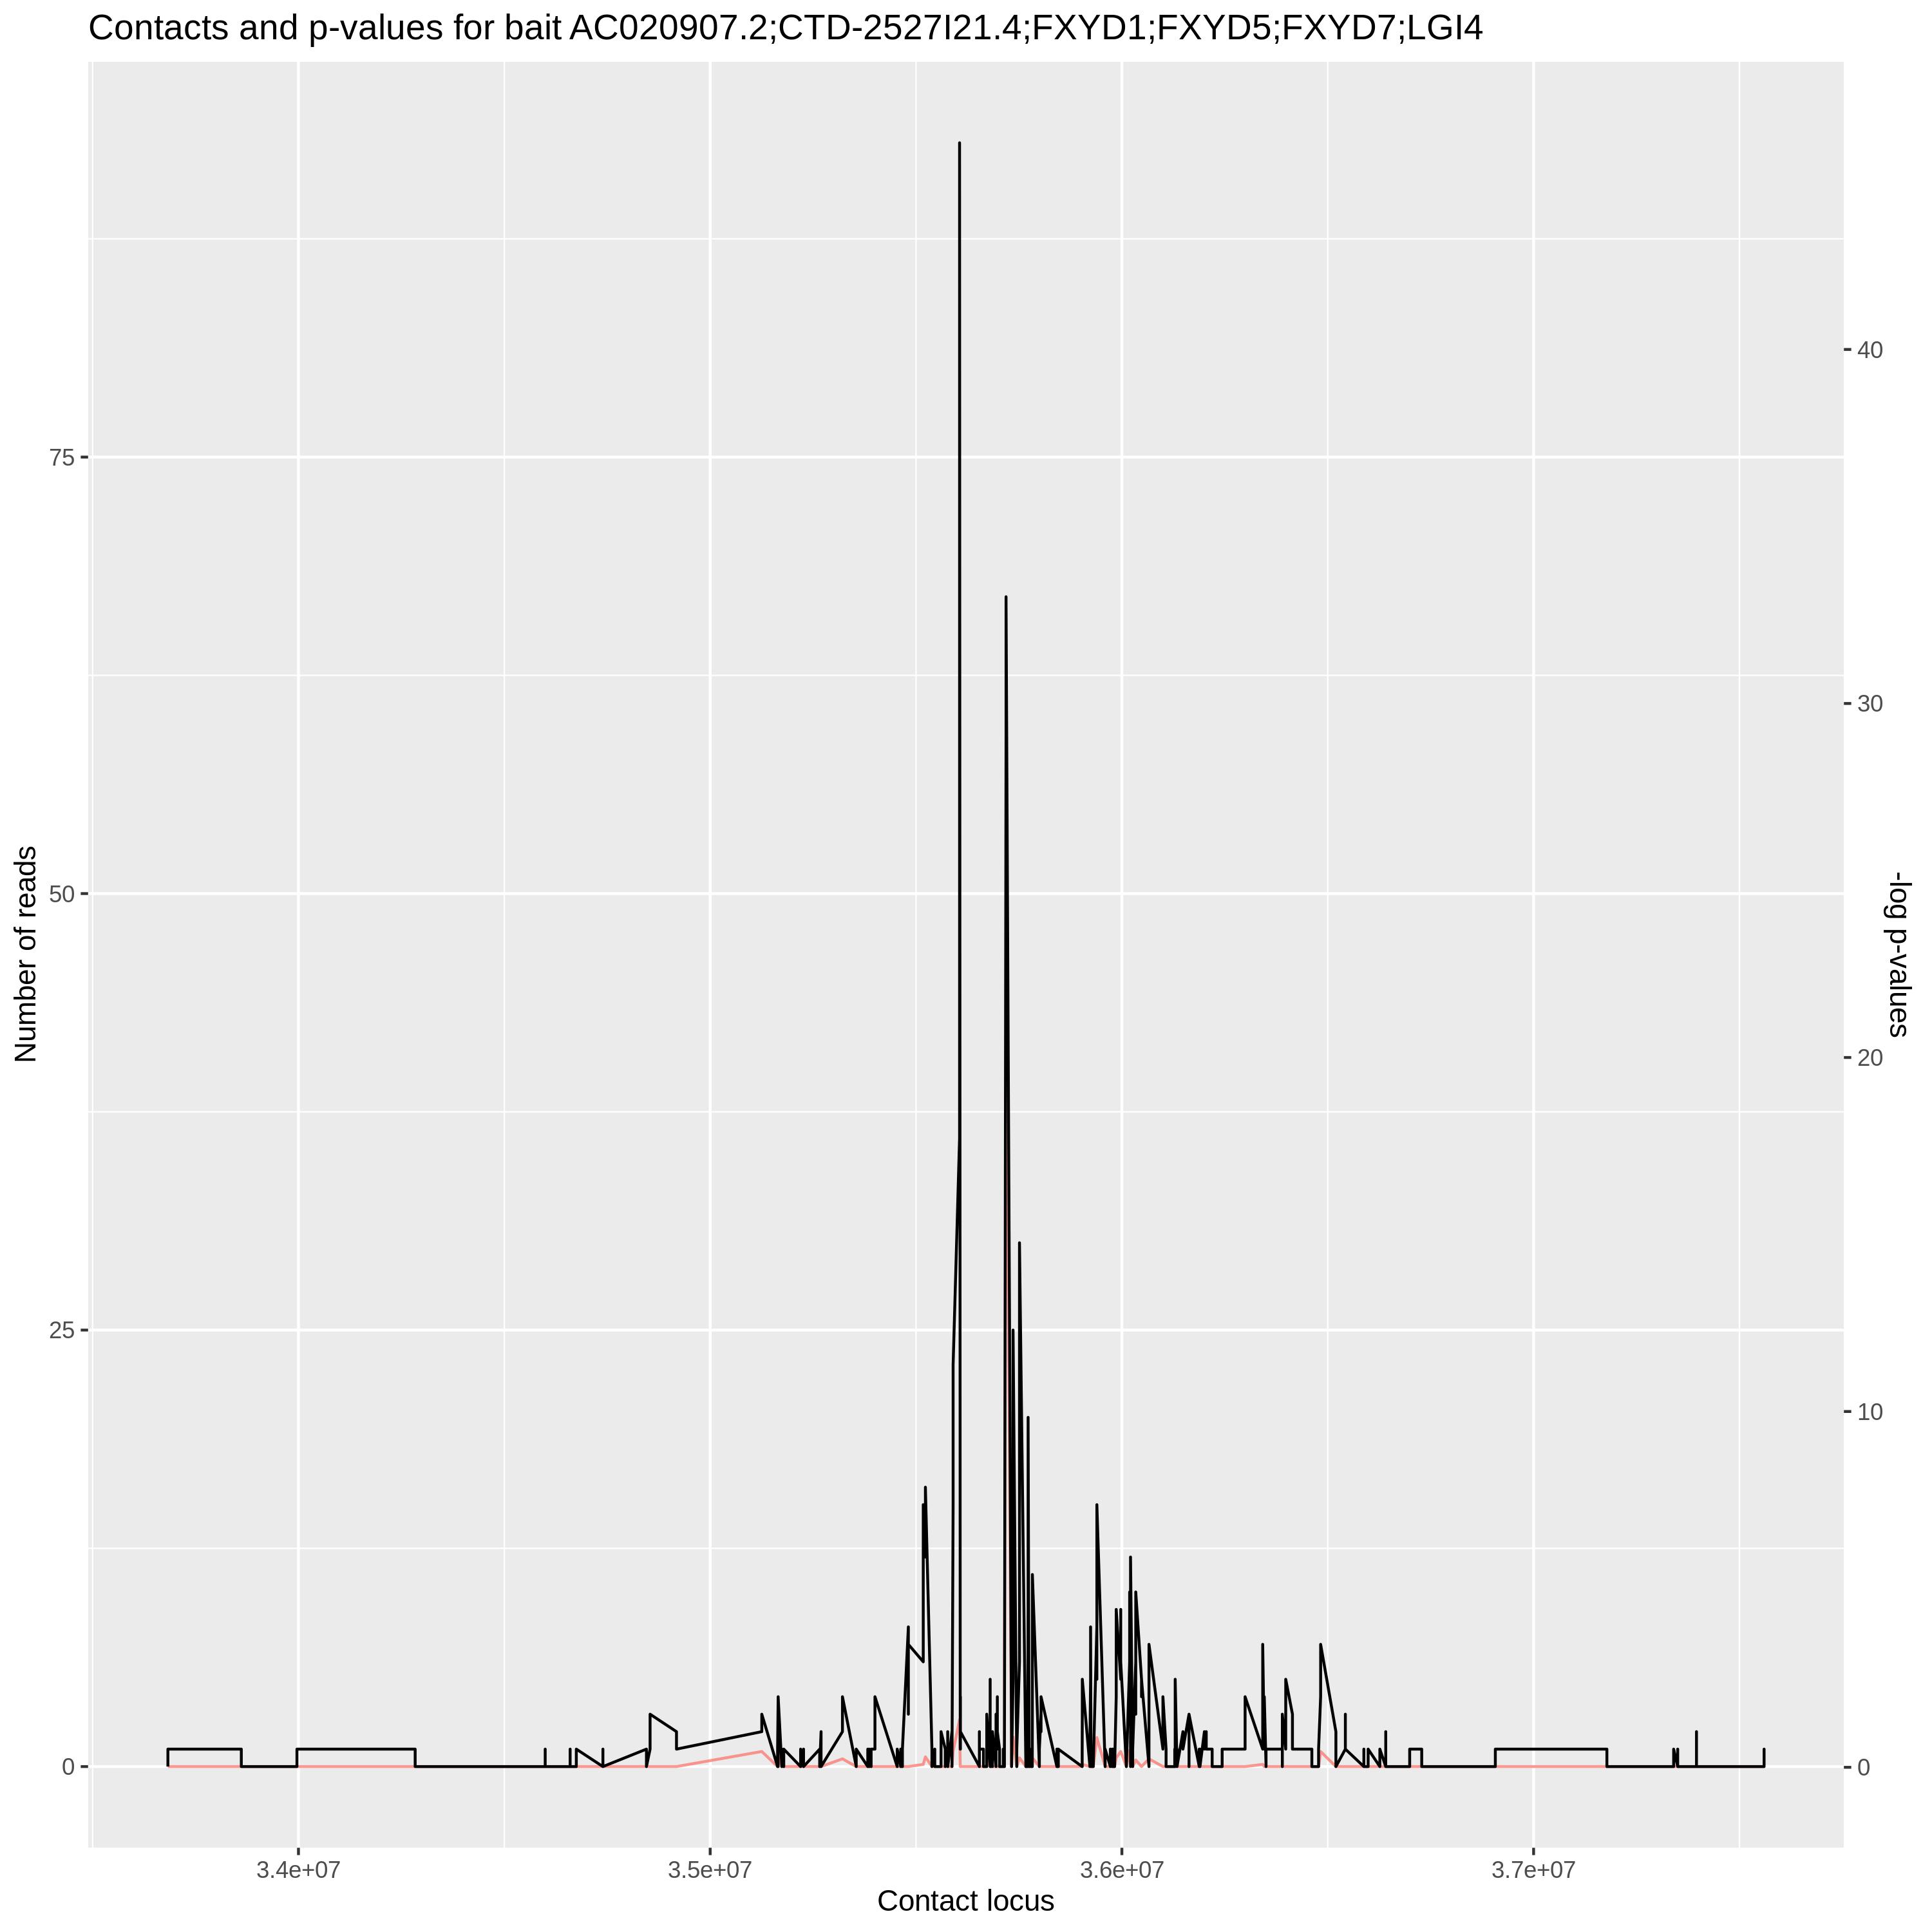 Contacts and p-values for bait AC020907.2;CTD-2527I21.4;FXYD1;FXYD5;FXYD7;LGI4
Number of reads
75
50
25
0
40
30
20
10
0
-log p-values
3.4e+07 3.5e+07 3.6e+07 3.7e+07
Contact locus